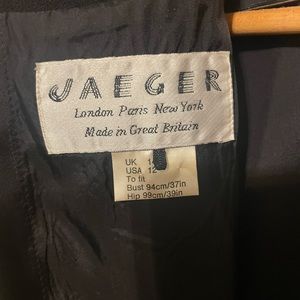 JAEGER
London Paris New York
Made in Great Britain
UK
USA 12
To fit
Bust 94cm/37in
Hip 99cm/39in